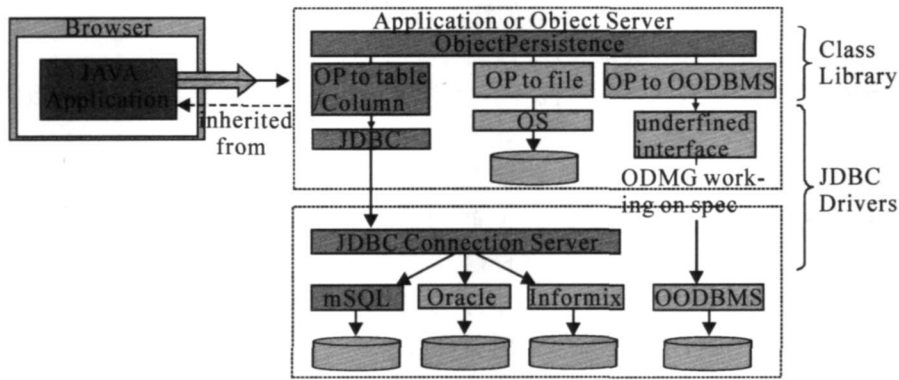 Browser
JAVA
Application
inherited
from
Application or Object Server
ObjectPersistence
OP to table
/Column
OP to file
OP to OODBMS
JDBC
OS
underfined
interface
ODMG work-
ing on spec
Class
Library
JDBC
Drivers
JDBC Connection Server
mSQL
Oracle
Informix
OODBMS